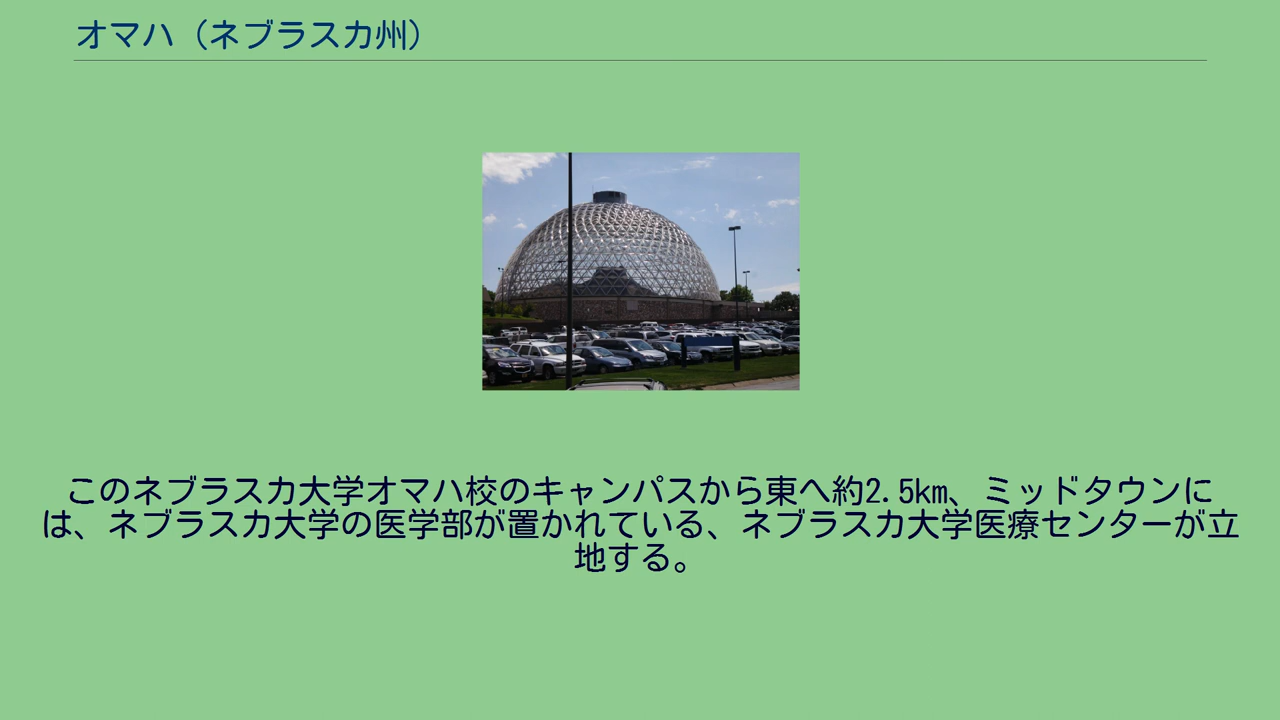 オマハ（ネブラスカ州）
このネブラスカ大学オマハ校のキャンパスから東へ約2.5km、ミッドタウンに
は、ネブラスカ大学の医学部が置かれている、ネブラスカ大学医療センターが立
地する。